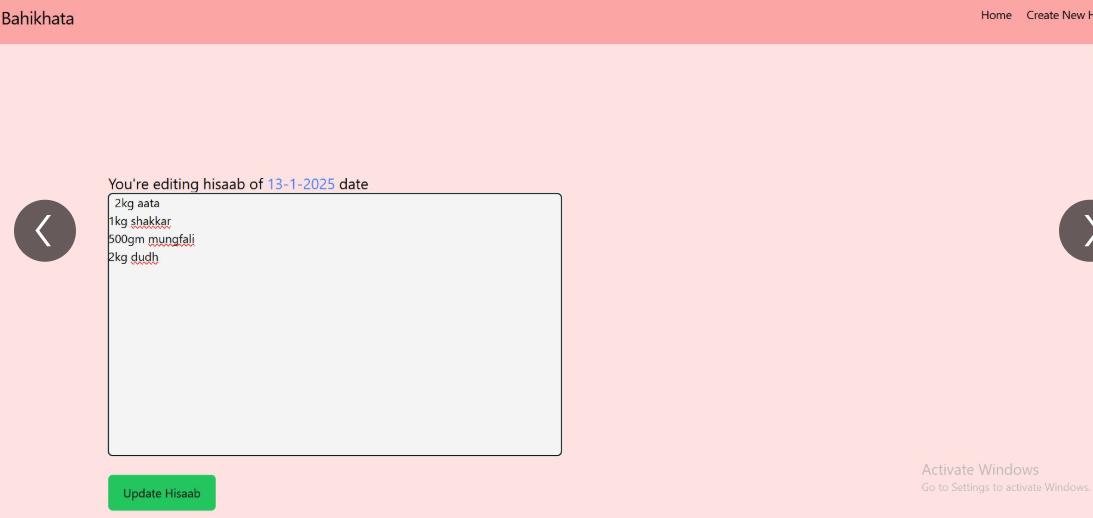 Bahikhata
Home Create New
You're editing hisaab of 13-1-2025 date
2kg aata
1kg shakkar
500gm mungfali
2kg dudh
Update Hisaab
Activate Windows
Go to Settings to activate Windows.